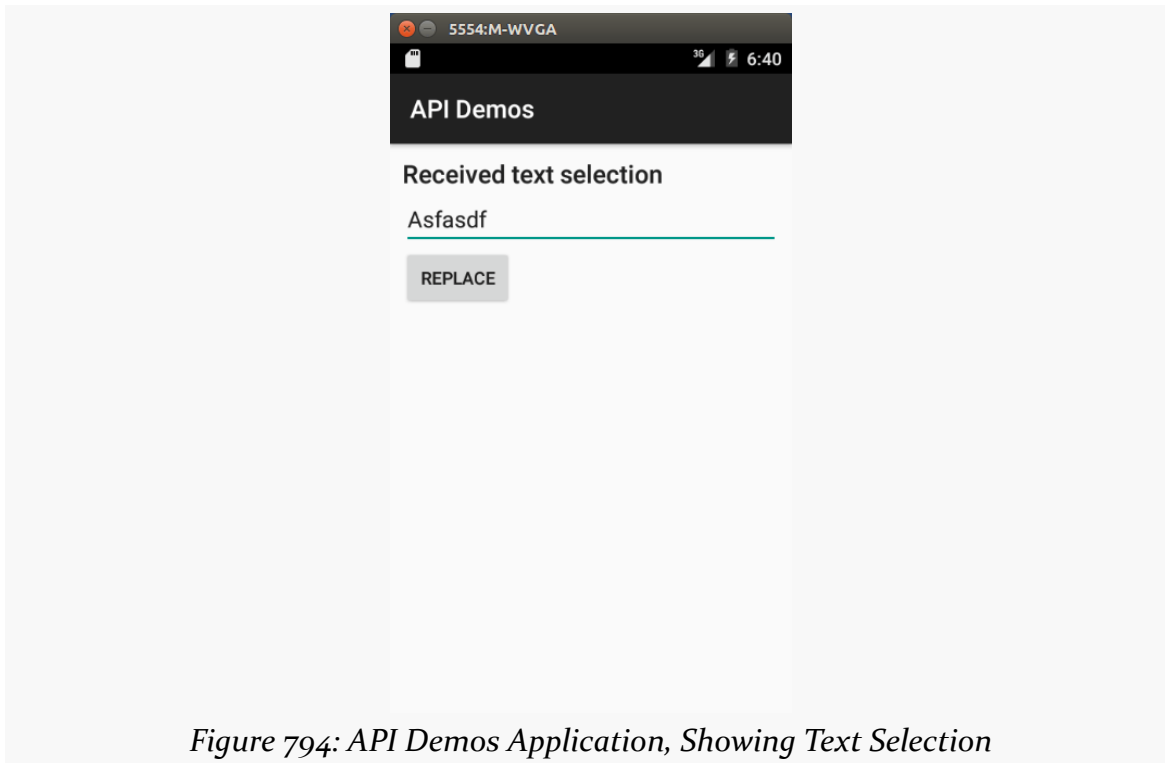 5554:M-WVGA
3G 6:40
API Demos
Received text selection
Asfasdf
REPLACE
Figure 794: API Demos Application, Showing Text Selection